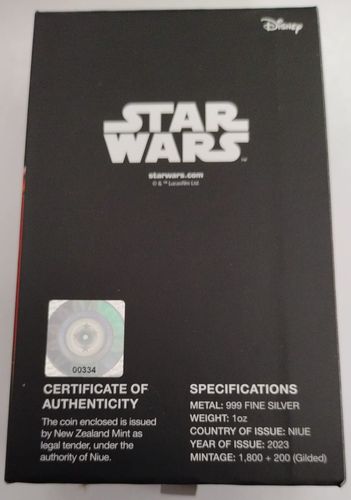 Disney
STAR
WARS
™
starwars.com
© & ™ Lucasfilm Ltd.
00334
CERTIFICATE OF
AUTHENTICITY
The coin enclosed is issued
by New Zealand Mint as
legal tender, under the
authority of Niue.
SPECIFICATIONS
METAL: 999 FINE SILVER
WEIGHT: 1oz
COUNTRY OF ISSUE: NIUE
YEAR OF ISSUE: 2023
MINTAGE: 1,800 + 200 (Gilded)